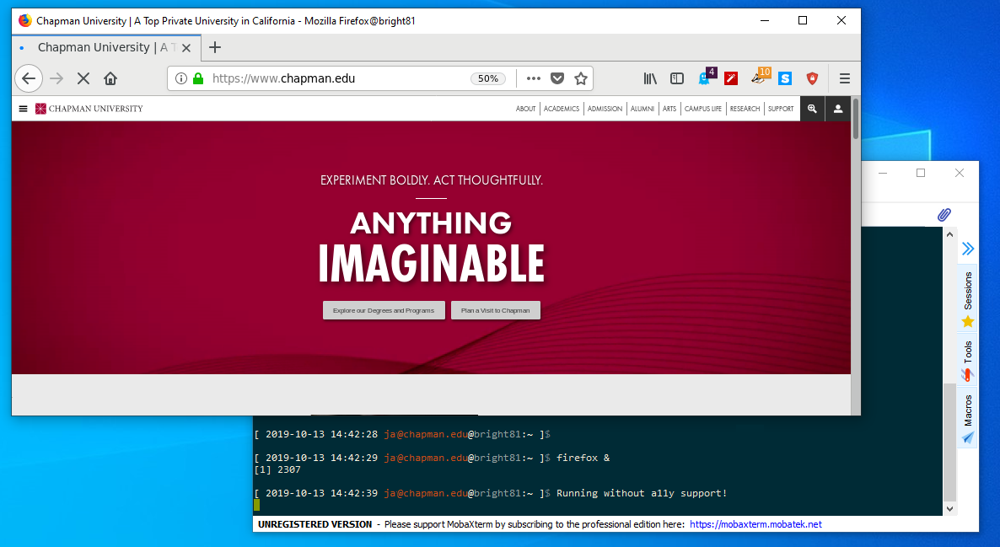 Chapman University | A Top Private University in California - Mozilla Firefox@bright81
Chapman University | A T
https://www.chapman.edu
50%
4
10
S
CHAPMAN UNIVERSITY
ABOUT
ACADEMICS
ADMISSION
ALUMNI
ARTS
CAMPUS LIFE
RESEARCH
SUPPORT
EXPERIMENT BOLDLY. ACT THOUGHTFULLY.
ANYTHING
IMAGINABLE
Explore our Degrees and Programs
Plan a Visit to Chapman
Sessions
Tools
Macros
[ 2019-10-13 14:42:28 ja@chapman.edu@bright81:~ ]$
[ 2019-10-13 14:42:29 ja@chapman.edu@bright81:~ ]$ firefox &
[1] 2307
[ 2019-10-13 14:42:39 ja@chapman.edu@bright81:~ ]$ Running without a11y support!
UNREGISTERED VERSION - Please support MobaXterm by subscribing to the professional edition here: https://mobaxterm.mobatek.net